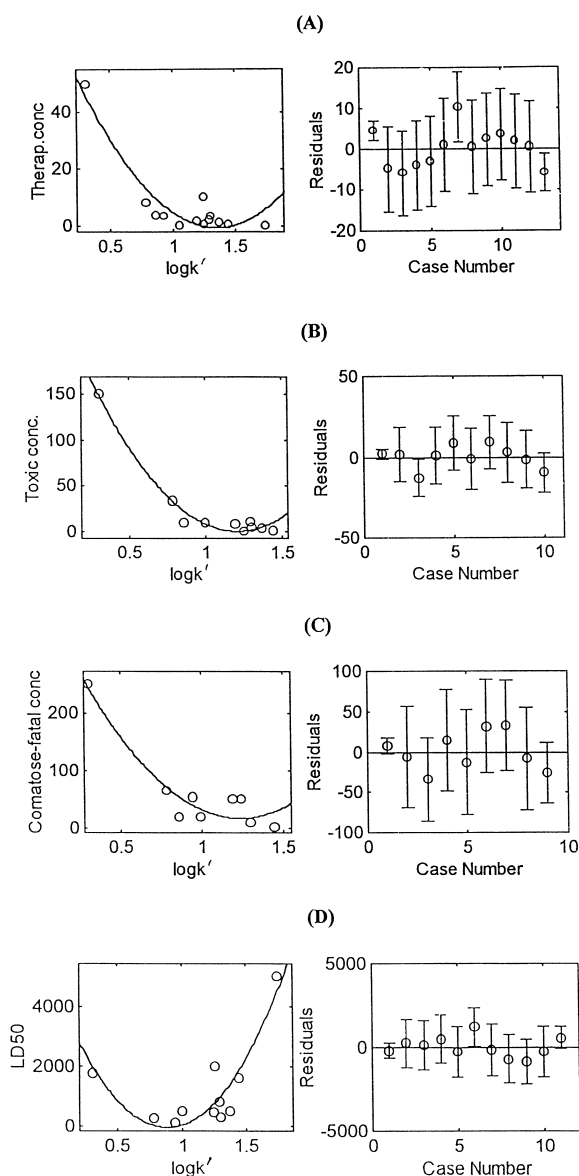 (A)
Therap.conc
40
20
0
0.5
1
1.5
logk′
Residuals
20
10
0
-10
-20
0
5
10
Case Number
(B)
Toxic conc.
150
100
50
0
0.5
1
1.5
logk′
Residuals
50
0
-50
0
5
10
Case Number
(C)
Comatose-fatal conc
200
100
0
0.5
1
1.5
logk′
Residuals
100
50
0
-50
-100
0
5
10
Case Number
(D)
LD50
4000
2000
0
0.5
1
1.5
logk′
Residuals
5000
0
-5000
0
5
10
Case Number